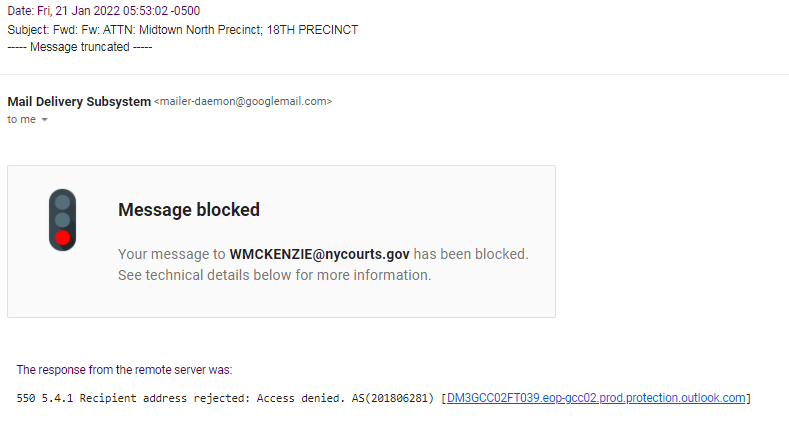 Date: Fri, 21 Jan 2022 05:53:02 -0500
Subject: Fwd: Fw: ATTN: Midtown North Precinct; 18TH PRECINCT
----- Message truncated -----
Mail Delivery Subsystem <mailer-daemon@googlemail.com>
to me
Message blocked
Your message to WMCKENZIE@nycourts.gov has been blocked.
See technical details below for more information.
The response from the remote server was:
550 5.4.1 Recipient address rejected: Access denied. AS(201806281) [DM3GCC02FT039.eop-gcc02.prod.protection.outlook.com]